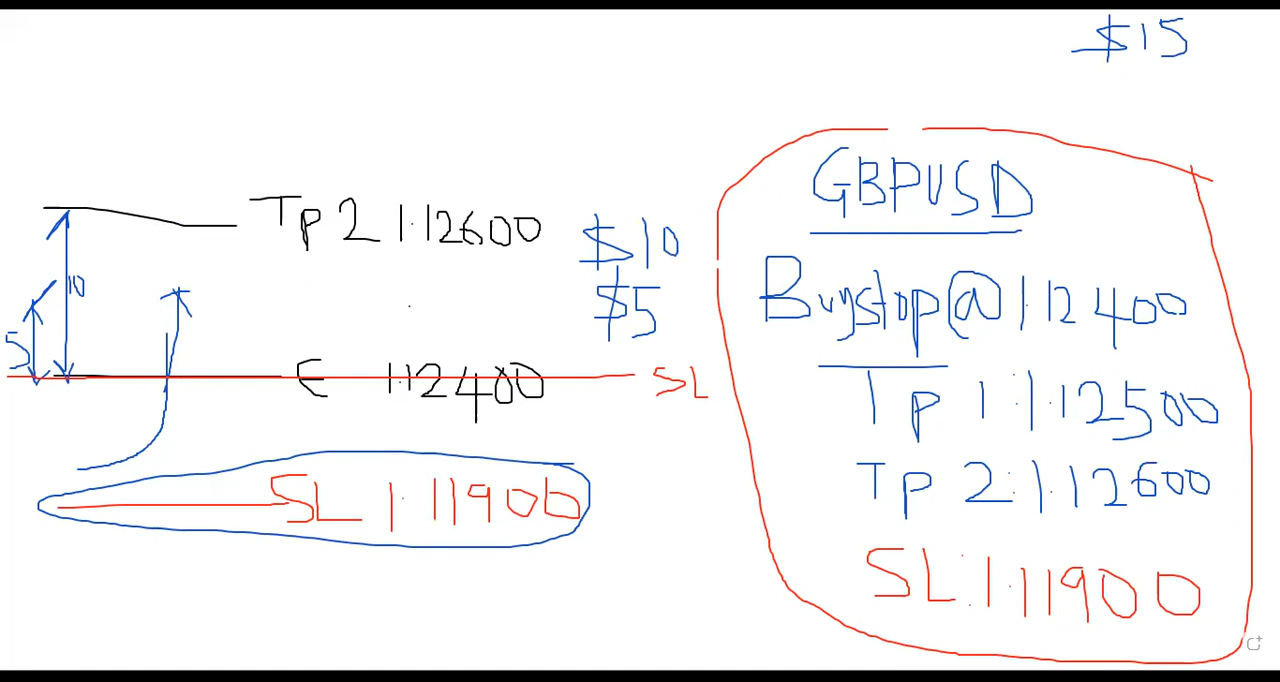 $15
Tp 2 1.12600
$10
$5
10
5
E 1.12400
SL
SL 1.11900
GBPUSD
Buystop@ 1.12400
Tp 1: 1.12500
Tp 2: 1.12600
SL: 1.11900